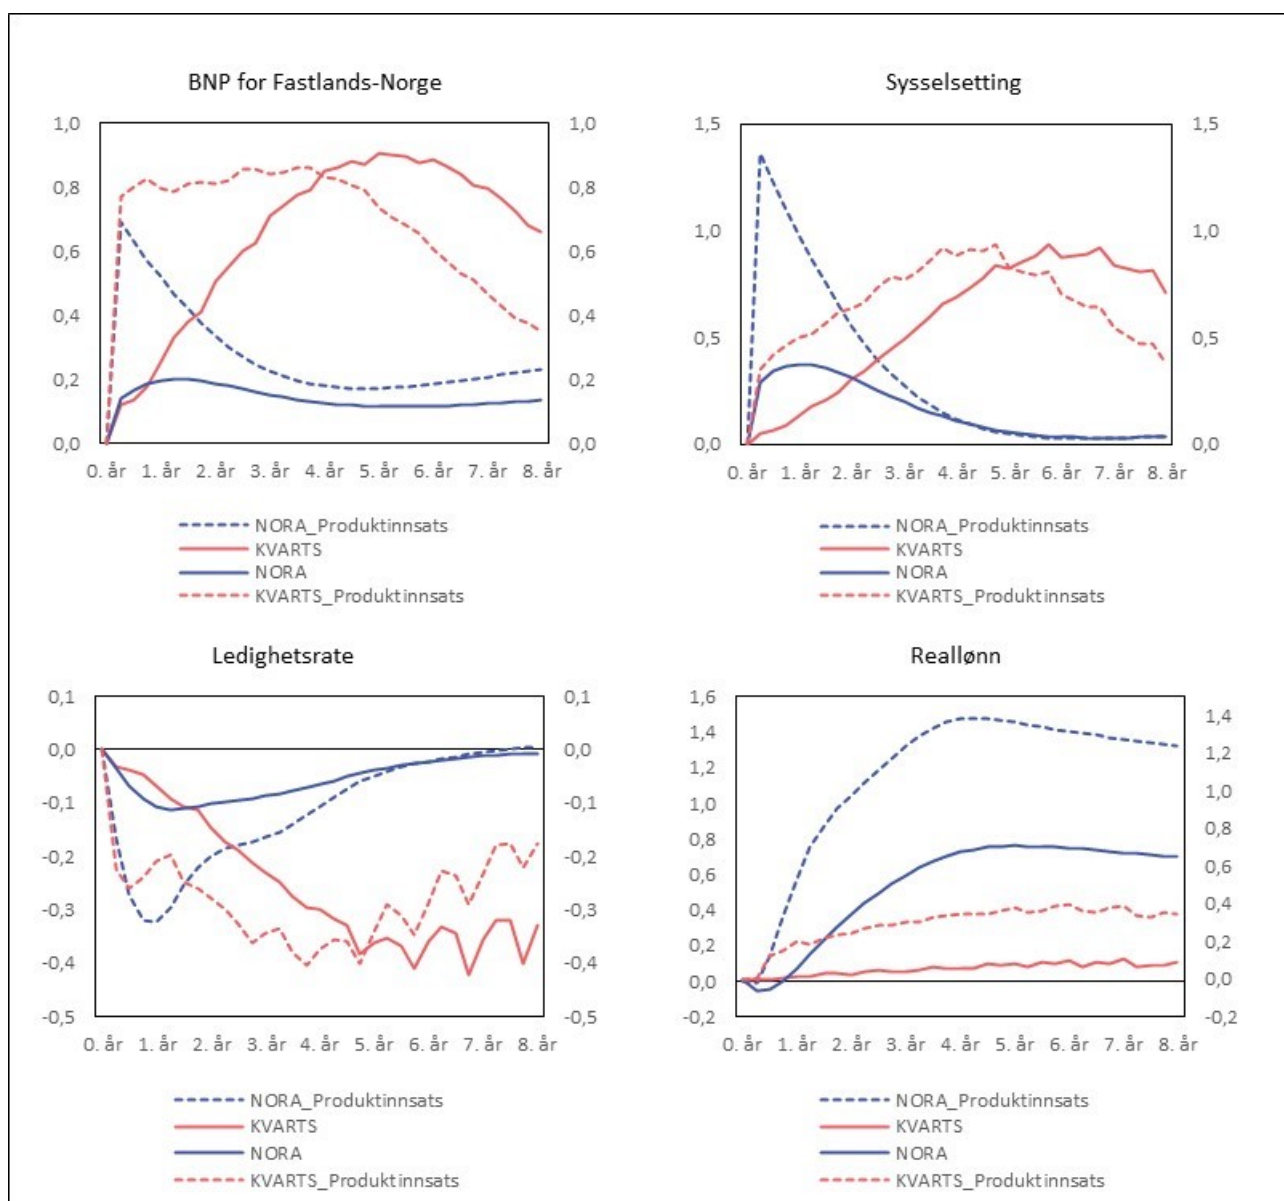 BNP for Fastlands-Norge
1,0 1,0
0,8 0,8
0,6 0,6
0,4 0,4
0,2 0,2
0,0 0,0
0. år 1. år 2. år 3. år 4. år 5. år 6. år 7. år 8. år
NORA_Produktinnsats
KVARTS
NORA
KVARTS_Produktinnsats
Sysselsetting
1,5 1,5
1,0 1,0
0,5 0,5
0,0 0,0
0. år 1. år 2. år 3. år 4. år 5. år 6. år 7. år 8. år
NORA_Produktinnsats
KVARTS
NORA
KVARTS_Produktinnsats
Ledighetsrate
0,1 0,1
0,0 0,0
-0,1 -0,1
-0,2 -0,2
-0,3 -0,3
-0,4 -0,4
-0,5 -0,5
0. år 1. år 2. år 3. år 4. år 5. år 6. år 7. år 8. år
NORA_Produktinnsats
KVARTS
NORA
KVARTS_Produktinnsats
Reallønn
1,6
1,4 1,4
1,2 1,2
1,0 1,0
0,8 0,8
0,6 0,6
0,4 0,4
0,2 0,2
0,0 0,0
-0,2 -0,2
0. år 1. år 2. år 3. år 4. år 5. år 6. år 7. år 8. år
NORA_Produktinnsats
KVARTS
NORA
KVARTS_Produktinnsats